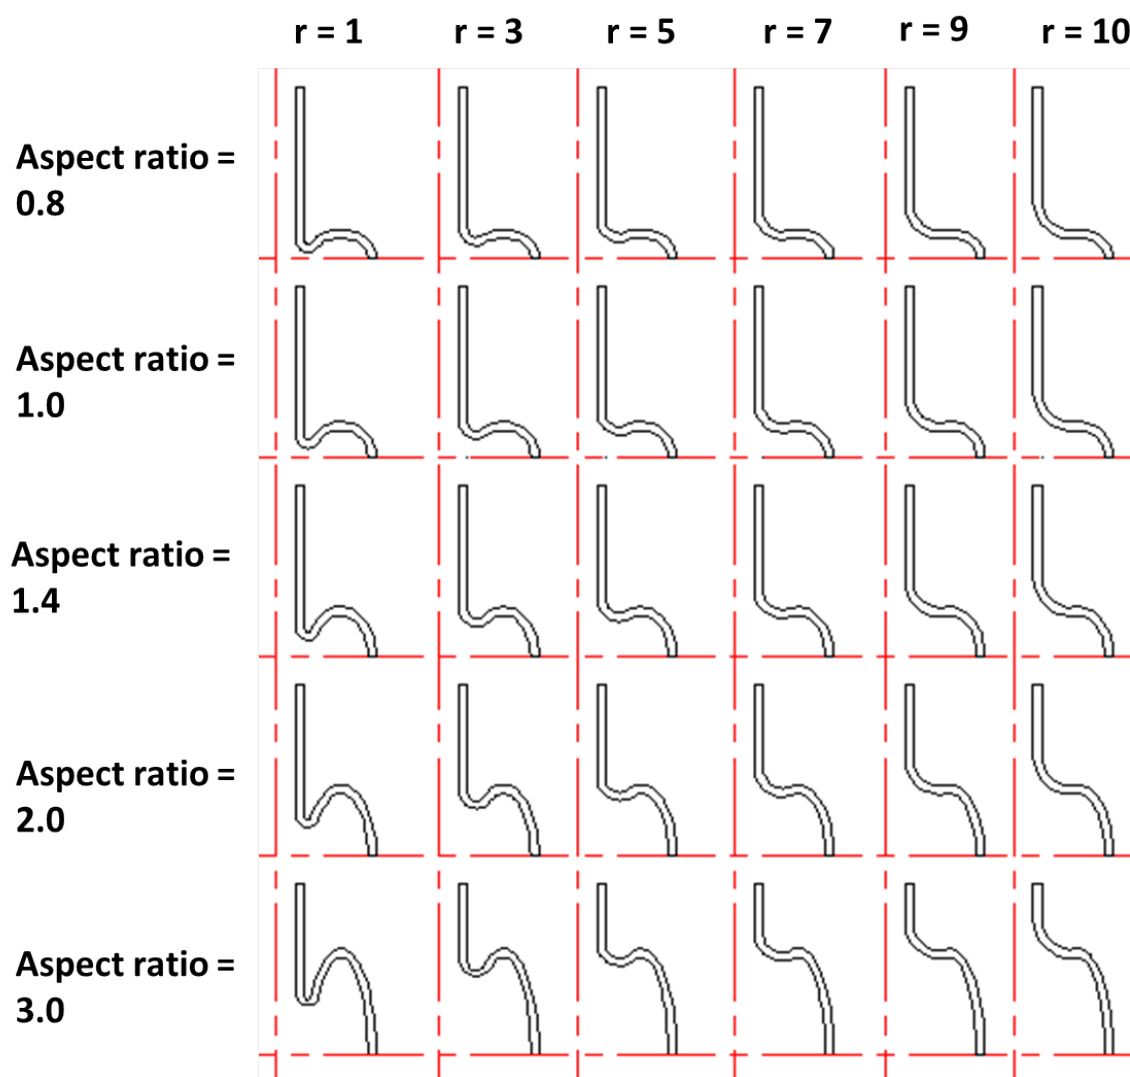 r = 1 r = 3 r = 5 r = 7 r = 9 r = 10
Aspect ratio =
0.8
Aspect ratio =
1.0
Aspect ratio =
1.4
Aspect ratio =
2.0
Aspect ratio =
3.0